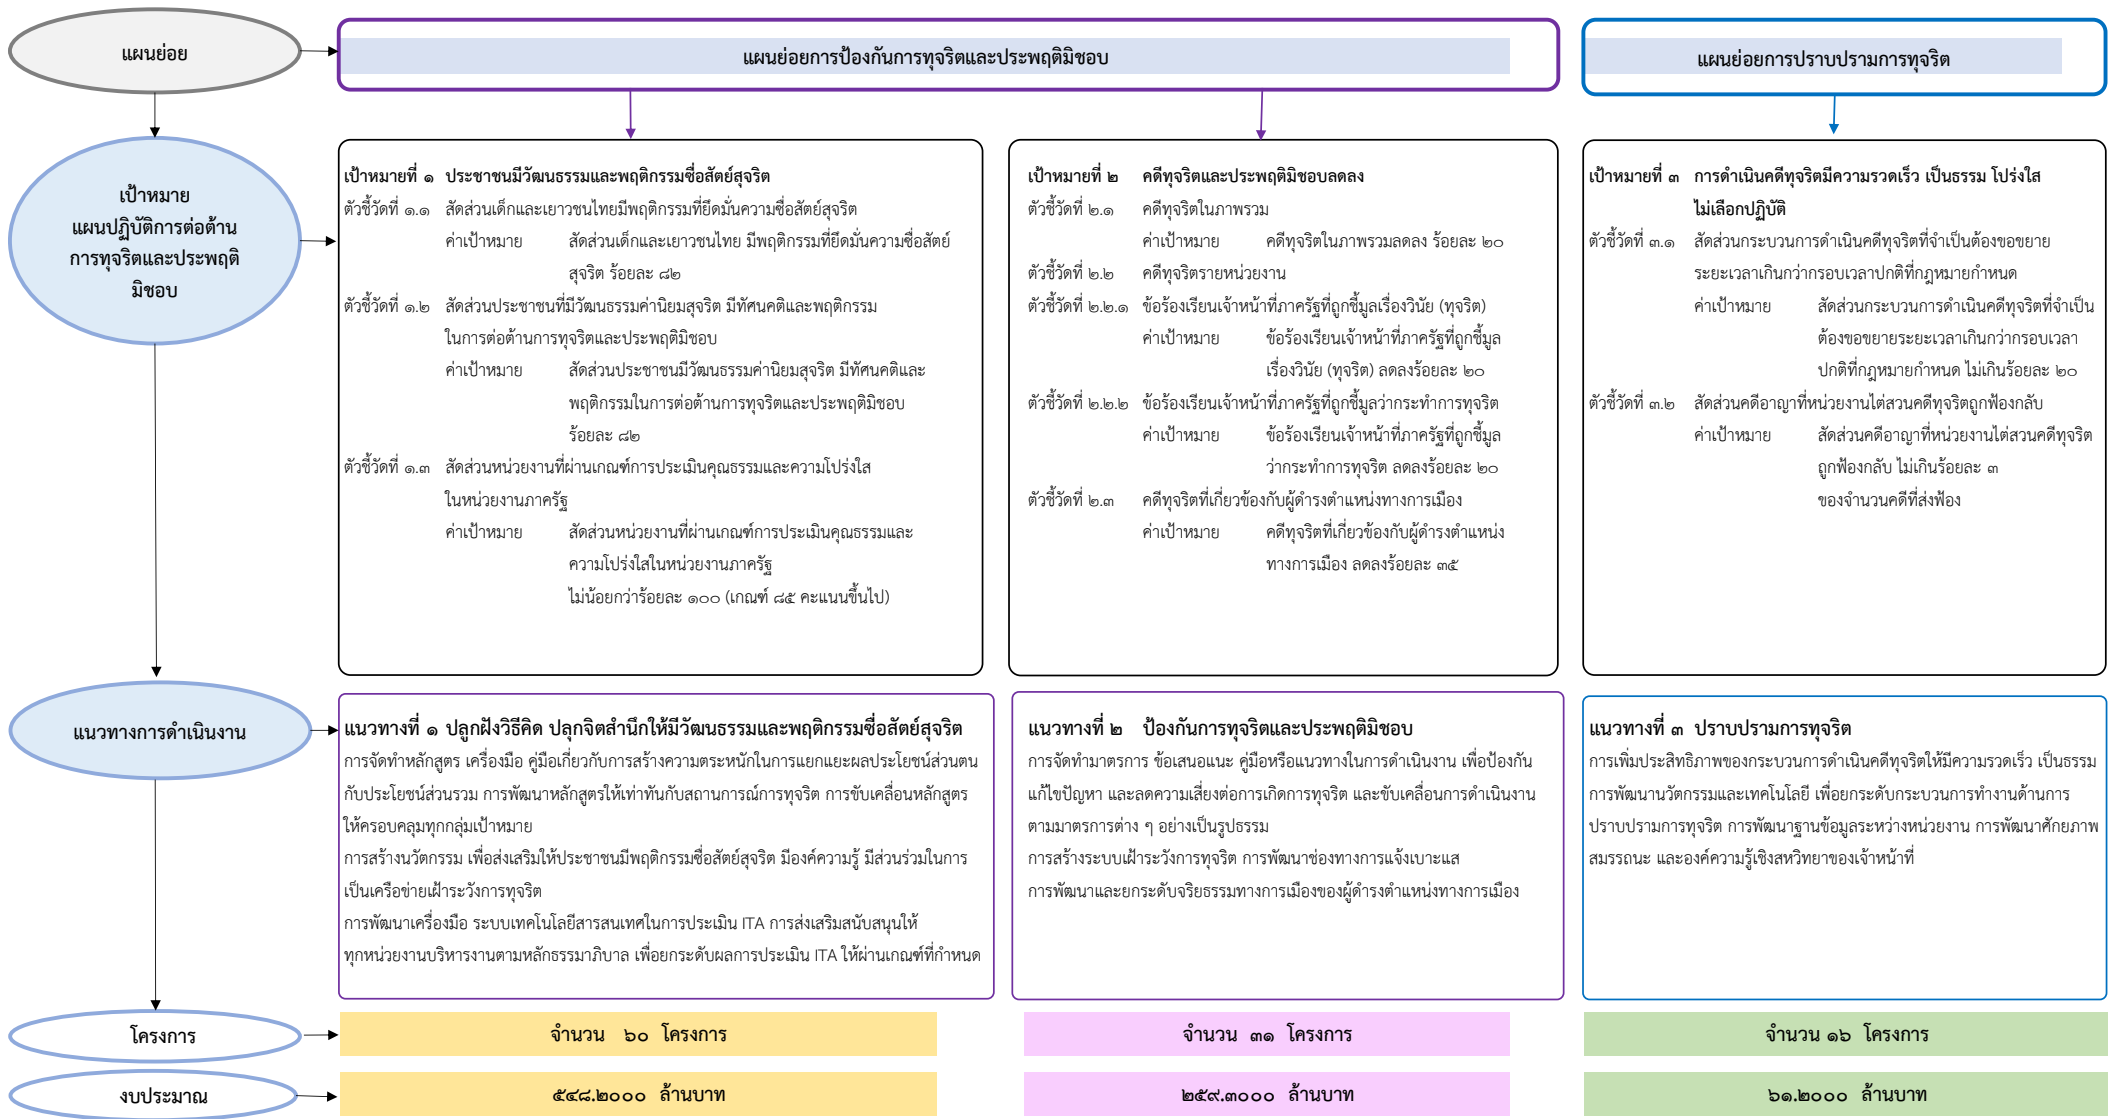 แผนย่อย
แผนย่อยการป้องกันการทุจริตและประพฤติมิชอบ
แผนย่อยการปราบปรามการทุจริต
เป้าหมาย
แผนปฏิบัติการต่อต้าน
การทุจริตและประพฤติ
มิชอบ
เป้าหมายที่ ๑ ประชาชนมีวัฒนธรรมและพฤติกรรมซื่อสัตย์สุจริต
ตัวชี้วัดที่ ๑.๑ สัดส่วนเด็กและเยาวชนไทยมีพฤติกรรมที่ยึดมั่นความซื่อสัตย์สุจริต
ค่าเป้าหมาย สัดส่วนเด็กและเยาวชนไทย มีพฤติกรรมที่ยึดมั่นความซื่อสัตย์
สุจริต ร้อยละ ๘๒
ตัวชี้วัดที่ ๑.๒ สัดส่วนประชาชนที่มีวัฒนธรรมค่านิยมสุจริต มีทัศนคติและพฤติกรรม
ในการต่อต้านการทุจริตและประพฤติมิชอบ
ค่าเป้าหมาย สัดส่วนประชาชนมีวัฒนธรรมค่านิยมสุจริต มีทัศนคติและ
พฤติกรรมในการต่อต้านการทุจริตและประพฤติมิชอบ
ร้อยละ ๘๒
ตัวชี้วัดที่ ๑.๓ สัดส่วนหน่วยงานที่ผ่านเกณฑ์การประเมินคุณธรรมและความโปร่งใส
ในหน่วยงานภาครัฐ
ค่าเป้าหมาย สัดส่วนหน่วยงานที่ผ่านเกณฑ์การประเมินคุณธรรมและ
ความโปร่งใสในหน่วยงานภาครัฐ
ไม่น้อยกว่าร้อยละ ๑๐๐ (เกณฑ์ ๘๕ คะแนนขึ้นไป)
เป้าหมายที่ ๒ คดีทุจริตและประพฤติมิชอบลดลง
ตัวชี้วัดที่ ๒.๑ คดีทุจริตในภาพรวม
ค่าเป้าหมาย คดีทุจริตในภาพรวมลดลง ร้อยละ ๒๐
ตัวชี้วัดที่ ๒.๒ คดีทุจริตรายหน่วยงาน
ตัวชี้วัดที่ ๒.๒.๑ ข้อร้องเรียนเจ้าหน้าที่ภาครัฐที่ถูกชี้มูลเรื่องวินัย (ทุจริต)
ค่าเป้าหมาย ข้อร้องเรียนเจ้าหน้าที่ภาครัฐที่ถูกชี้มูล
เรื่องวินัย (ทุจริต) ลดลงร้อยละ ๒๐
ตัวชี้วัดที่ ๒.๒.๒ ข้อร้องเรียนเจ้าหน้าที่ภาครัฐที่ถูกชี้มูลว่ากระทำการทุจริต
ค่าเป้าหมาย ข้อร้องเรียนเจ้าหน้าที่ภาครัฐที่ถูกชี้มูล
ว่ากระทำการทุจริต ลดลงร้อยละ ๒๐
ตัวชี้วัดที่ ๒.๓ คดีทุจริตที่เกี่ยวข้องกับผู้ดำรงตำแหน่งทางการเมือง
ค่าเป้าหมาย คดีทุจริตที่เกี่ยวข้องกับผู้ดำรงตำแหน่ง
ทางการเมือง ลดลงร้อยละ ๓๕
เป้าหมายที่ ๓ การดำเนินคดีทุจริตมีความรวดเร็ว เป็นธรรม โปร่งใส
ไม่เลือกปฏิบัติ
ตัวชี้วัดที่ ๓.๑ สัดส่วนกระบวนการดำเนินคดีทุจริตที่จำเป็นต้องขอขยาย
ระยะเวลาเกินกว่ากรอบเวลาปกติที่กฎหมายกำหนด
ค่าเป้าหมาย สัดส่วนกระบวนการดำเนินคดีทุจริตที่จำเป็น
ต้องขอขยายระยะเวลาเกินกว่ากรอบเวลา
ปกติที่กฎหมายกำหนด ไม่เกินร้อยละ ๒๐
ตัวชี้วัดที่ ๓.๒ สัดส่วนคดีอาญาที่หน่วยงานไต่สวนคดีทุจริตถูกฟ้องกลับ
ค่าเป้าหมาย สัดส่วนคดีอาญาที่หน่วยงานไต่สวนคดีทุจริต
ถูกฟ้องกลับ ไม่เกินร้อยละ ๓
ของจำนวนคดีที่ส่งฟ้อง
แนวทางการดำเนินงาน
แนวทางที่ ๑ ปลูกฝังวิธีคิด ปลุกจิตสำนึกให้มีวัฒนธรรมและพฤติกรรมซื่อสัตย์สุจริต
การจัดทำหลักสูตร เครื่องมือ คู่มือเกี่ยวกับการสร้างความตระหนักในการแยกแยะผลประโยชน์ส่วนตน
กับประโยชน์ส่วนรวม การพัฒนาหลักสูตรให้เท่าทันกับสถานการณ์การทุจริต การขับเคลื่อนหลักสูตร
ให้ครอบคลุมทุกกลุ่มเป้าหมาย
การสร้างนวัตกรรม เพื่อส่งเสริมให้ประชาชนมีพฤติกรรมซื่อสัตย์สุจริต มีองค์ความรู้ มีส่วนร่วมในการ
เป็นเครือข่ายเฝ้าระวังการทุจริต
การพัฒนาเครื่องมือ ระบบเทคโนโลยีสารสนเทศในการประเมิน ITA การส่งเสริมสนับสนุนให้
ทุกหน่วยงานบริหารงานตามหลักธรรมาภิบาล เพื่อยกระดับผลการประเมิน ITA ให้ผ่านเกณฑ์ที่กำหนด
แนวทางที่ ๒ ป้องกันการทุจริตและประพฤติมิชอบ
การจัดทำมาตรการ ข้อเสนอแนะ คู่มือหรือแนวทางในการดำเนินงาน เพื่อป้องกัน
แก้ไขปัญหา และลดความเสี่ยงต่อการเกิดการทุจริต และขับเคลื่อนการดำเนินงาน
ตามมาตรการต่าง ๆ อย่างเป็นรูปธรรม
การสร้างระบบเฝ้าระวังการทุจริต การพัฒนาช่องทางการแจ้งเบาะแส
การพัฒนาและยกระดับจริยธรรมทางการเมืองของผู้ดำรงตำแหน่งทางการเมือง
แนวทางที่ ๓ ปราบปรามการทุจริต
การเพิ่มประสิทธิภาพของกระบวนการดำเนินคดีทุจริตให้มีความรวดเร็ว เป็นธรรม
การพัฒนานวัตกรรมและเทคโนโลยี เพื่อยกระดับกระบวนการทำงานด้านการ
ปราบปรามการทุจริต การพัฒนาฐานข้อมูลระหว่างหน่วยงาน การพัฒนาศักยภาพ
สมรรถนะ และองค์ความรู้เชิงสหวิทยาของเจ้าหน้าที่
โครงการ
จำนวน ๖๐ โครงการ
จำนวน ๓๑ โครงการ
จำนวน ๑๖ โครงการ
งบประมาณ
๕๔๘.๒๐๐๐ ล้านบาท
๒๕๙.๓๐๐๐ ล้านบาท
๖๑.๒๐๐๐ ล้านบาท